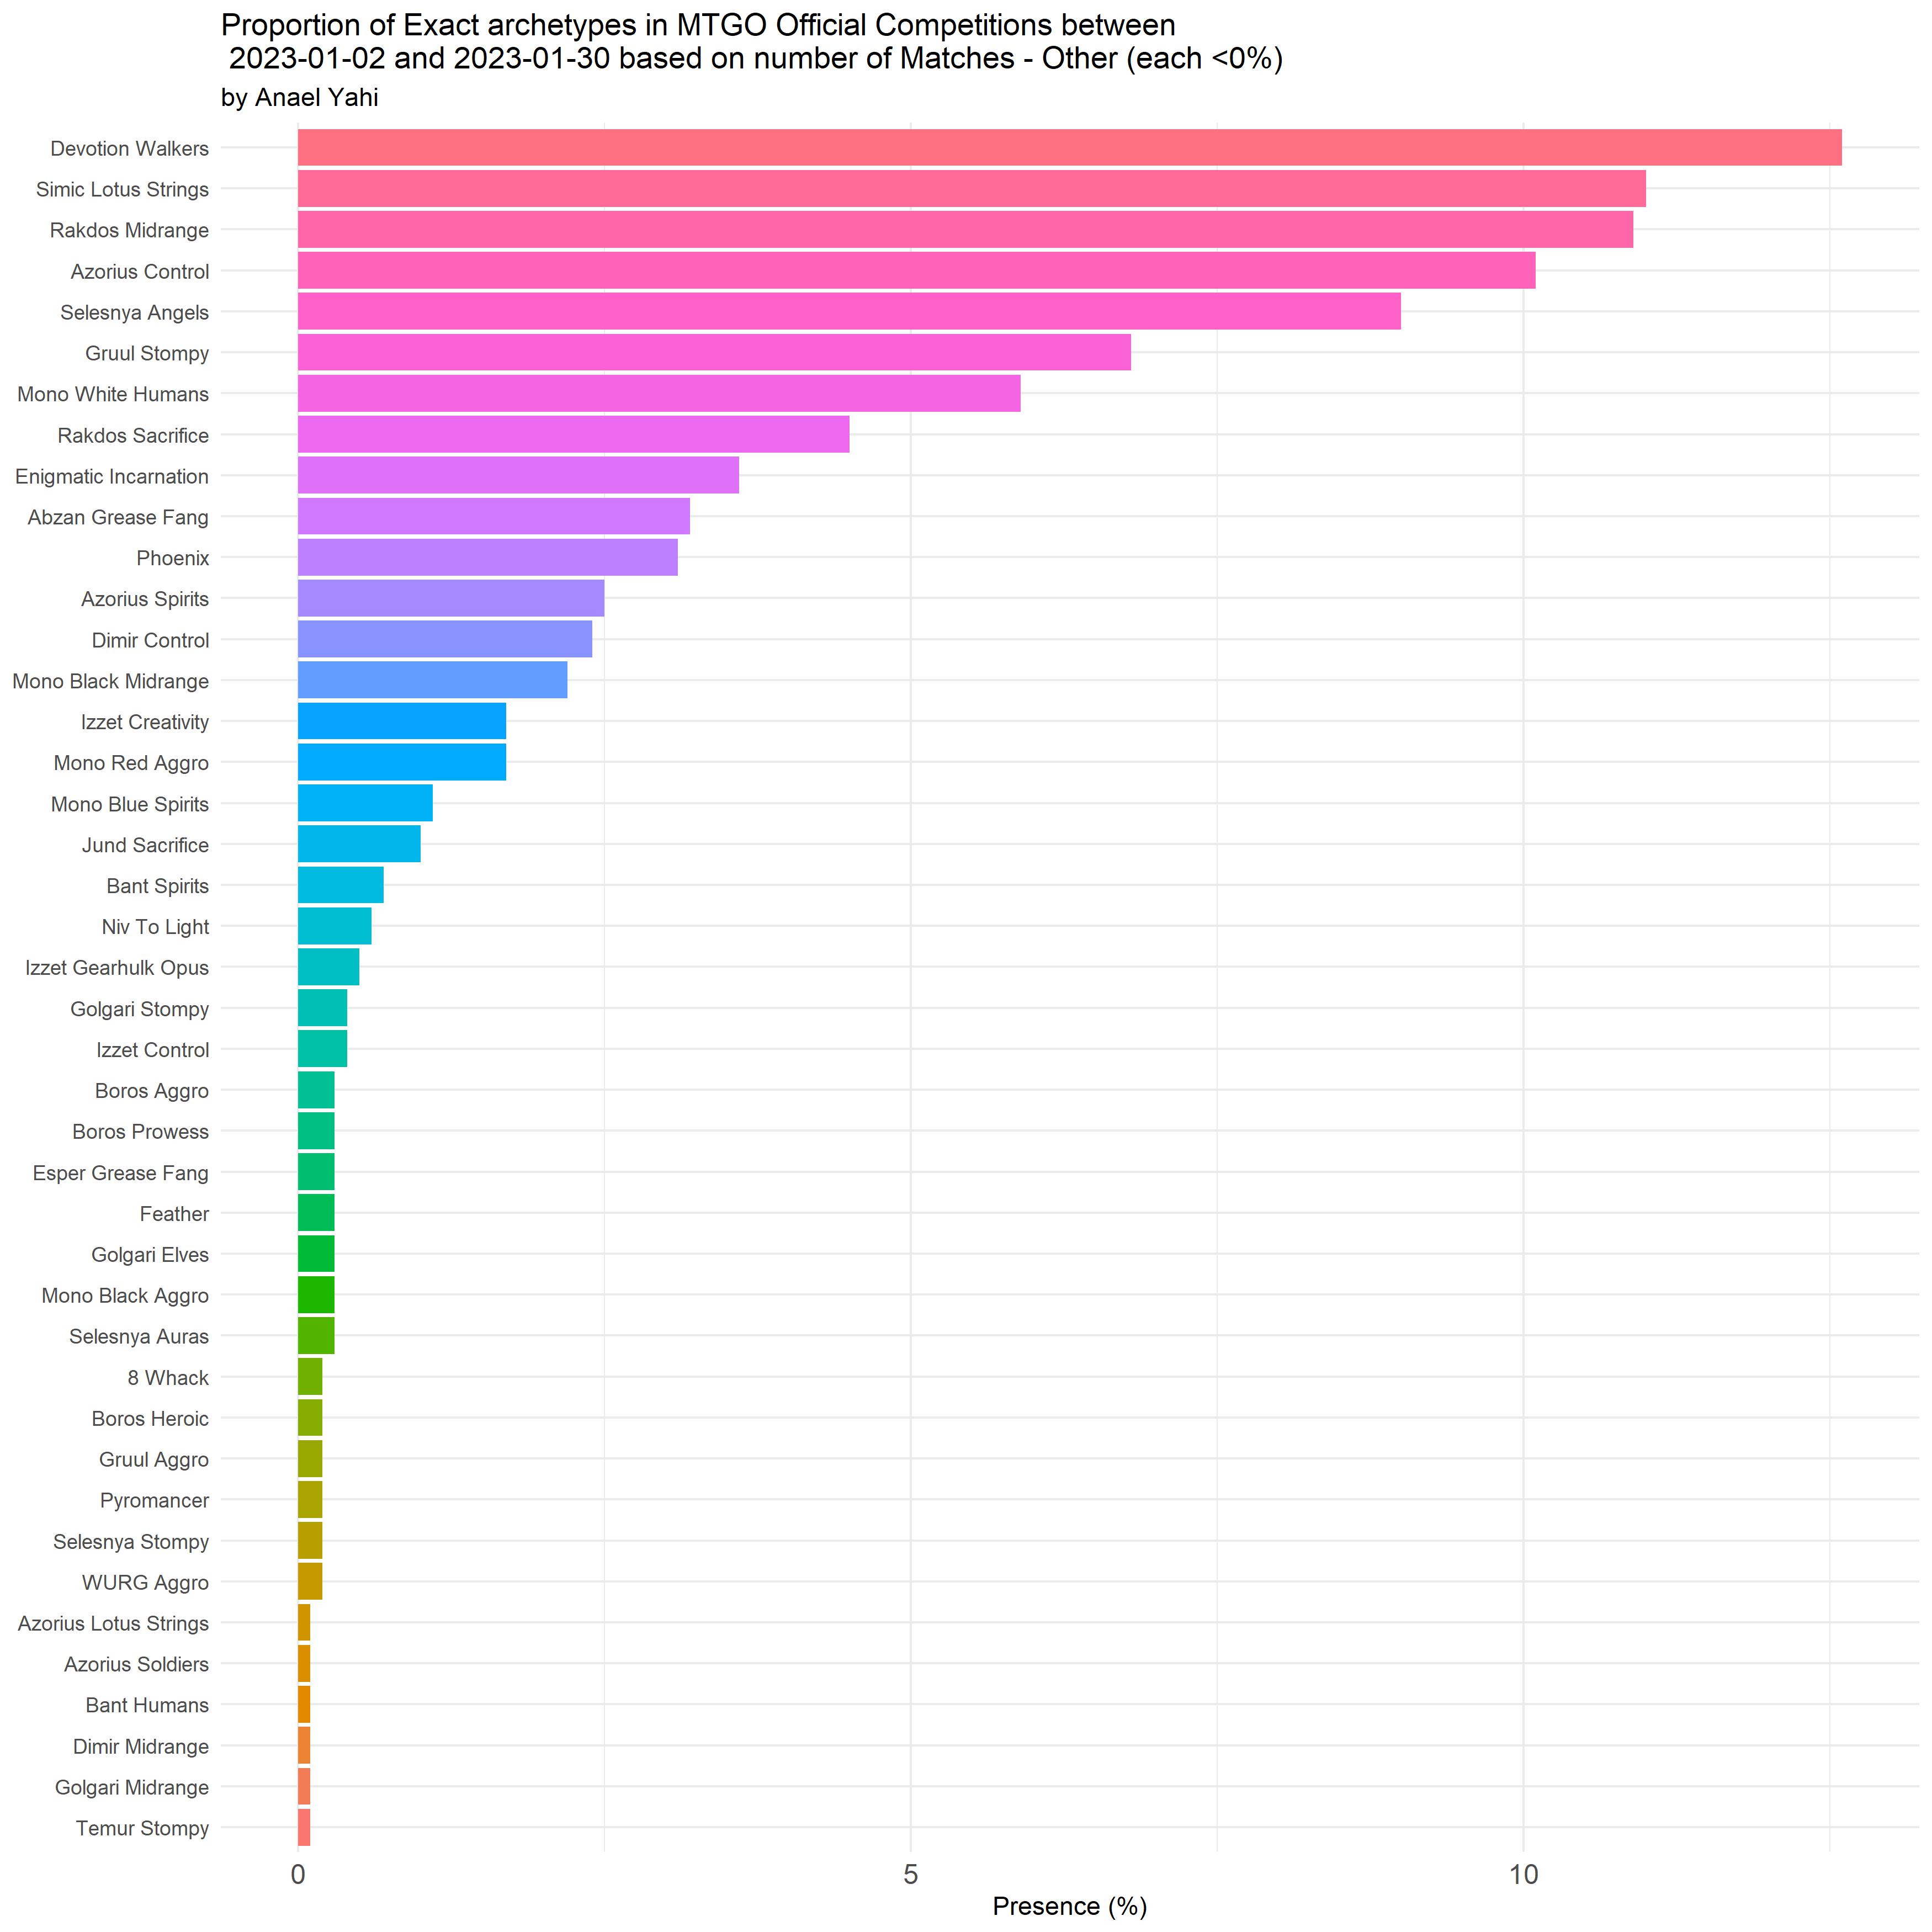 Proportion of Exact archetypes in MTGO Official Competitions between
2023-01-02 and 2023-01-30 based on number of Matches - Other (each <0%)
by Anael Yahi
Devotion Walkers
Simic Lotus Strings
Rakdos Midrange
Azorius Control
Selesnya Angels
Gruul Stompy
Mono White Humans
Rakdos Sacrifice
Enigmatic Incarnation
Abzan Grease Fang
Phoenix
Azorius Spirits
Dimir Control
Mono Black Midrange
Izzet Creativity
Mono Red Aggro
Mono Blue Spirits
Jund Sacrifice
Bant Spirits
Niv To Light
Izzet Gearhulk Opus
Golgari Stompy
Izzet Control
Boros Aggro
Boros Prowess
Esper Grease Fang
Feather
Golgari Elves
Mono Black Aggro
Selesnya Auras
8 Whack
Boros Heroic
Gruul Aggro
Pyromancer
Selesnya Stompy
WURG Aggro
Azorius Lotus Strings
Azorius Soldiers
Bant Humans
Dimir Midrange
Golgari Midrange
Temur Stompy
0 5 10
Presence (%)